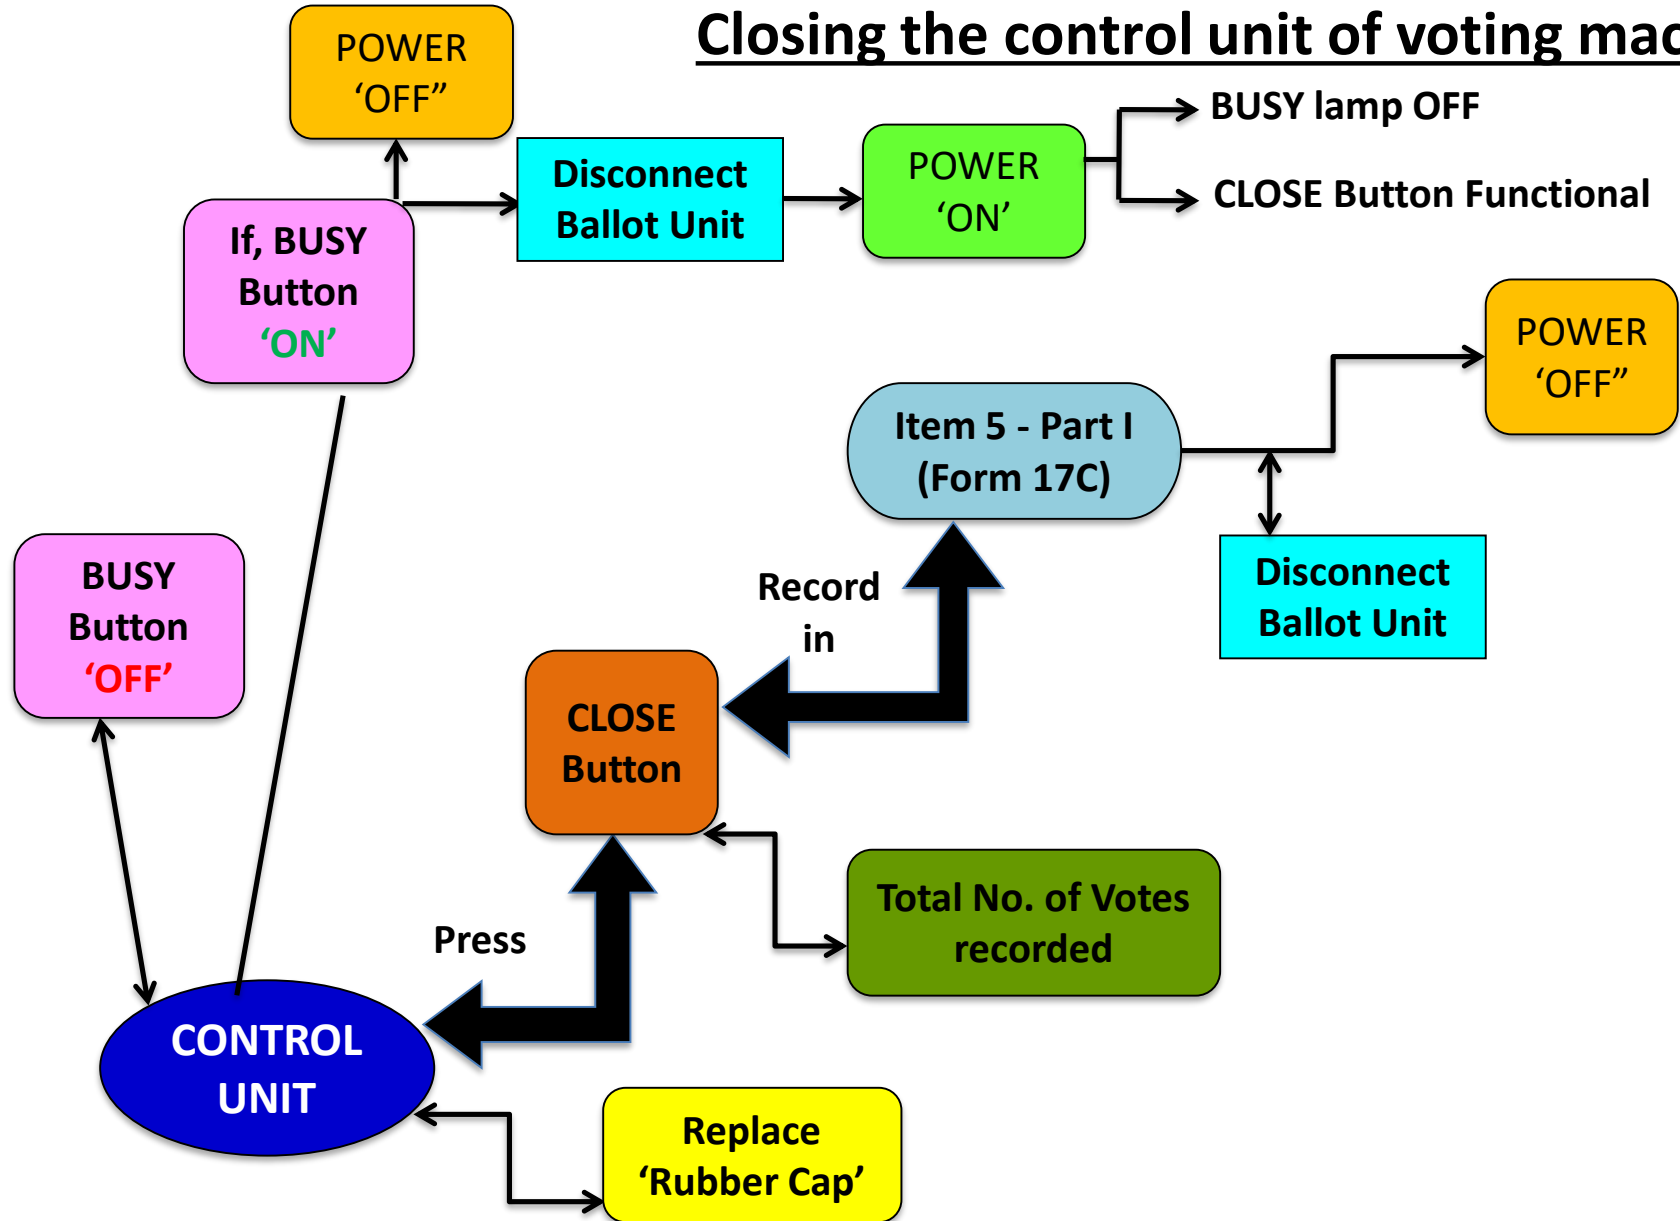 Closing the control unit of voting mac
POWER
‘OFF”
BUSY lamp OFF
Disconnect
Ballot Unit
POWER
‘ON’
CLOSE Button Functional
If, BUSY
Button
‘ON’
POWER
‘OFF”
Item 5 - Part I
(Form 17C)
BUSY
Button
‘OFF’
Record
in
Disconnect
Ballot Unit
CLOSE
Button
Total No. of Votes
recorded
Press
CONTROL
UNIT
Replace
‘Rubber Cap’